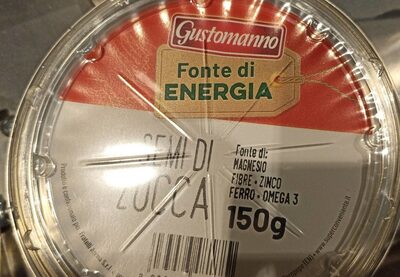 Gustomanno
Fonte di
ENERGIA
SEMI DI
ZUCCA
Fonte di:
MAGNESIO
FIBRE • ZINCO
FERRO • OMEGA 3
150g